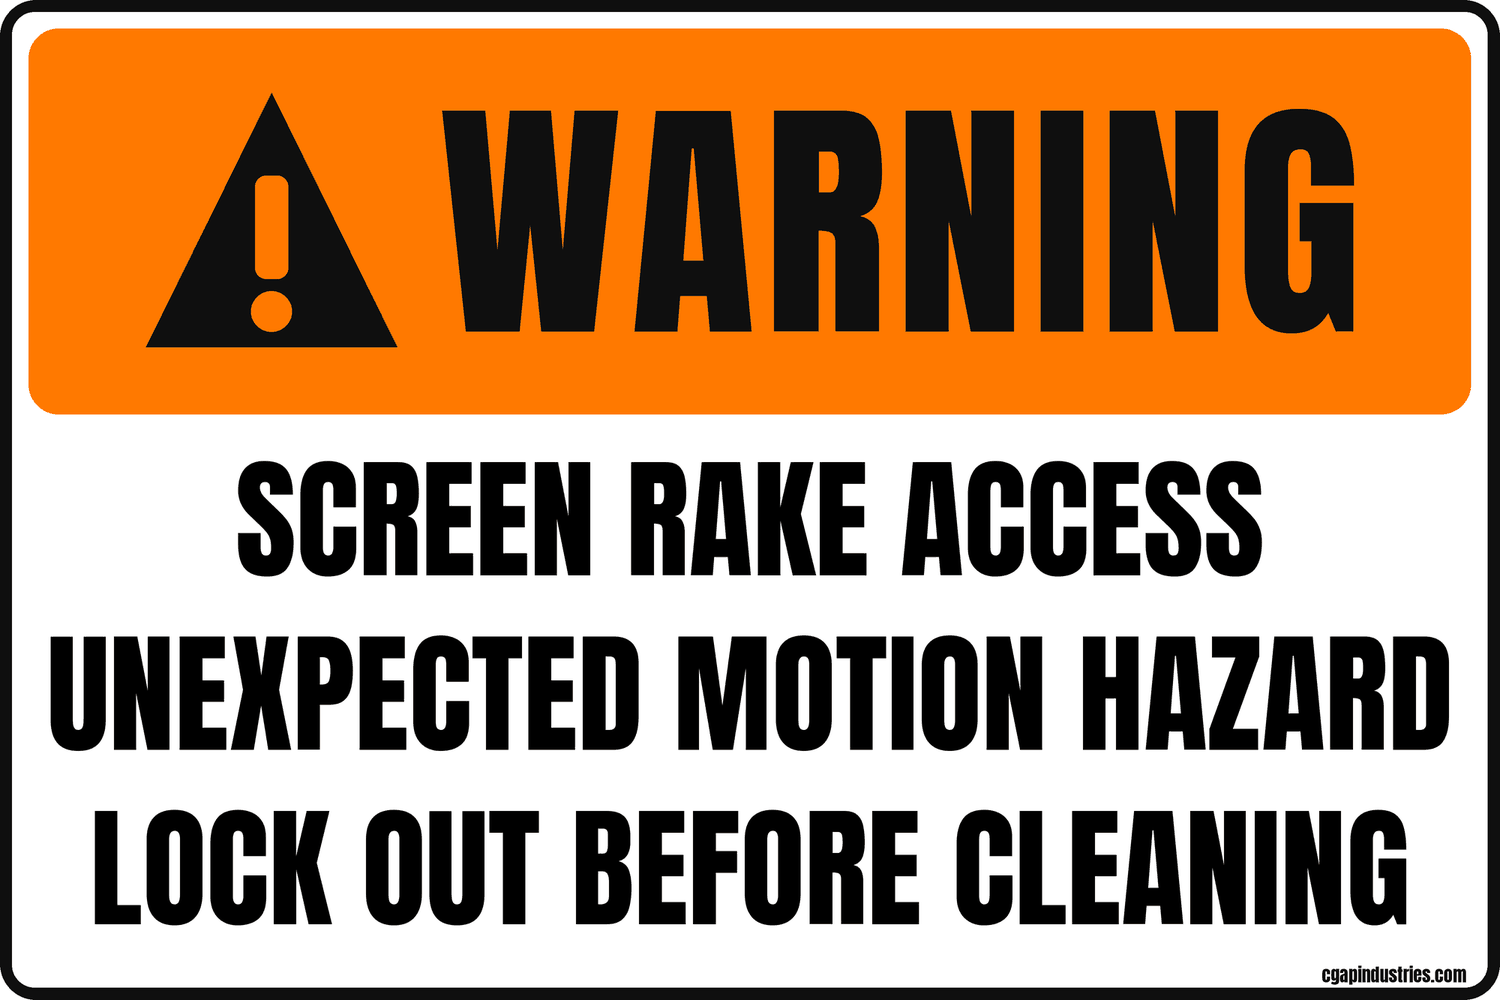 WARNING
SCREEN RAKE ACCESS
UNEXPECTED MOTION HAZARD
LOCK OUT BEFORE CLEANING
cgapindustries.com